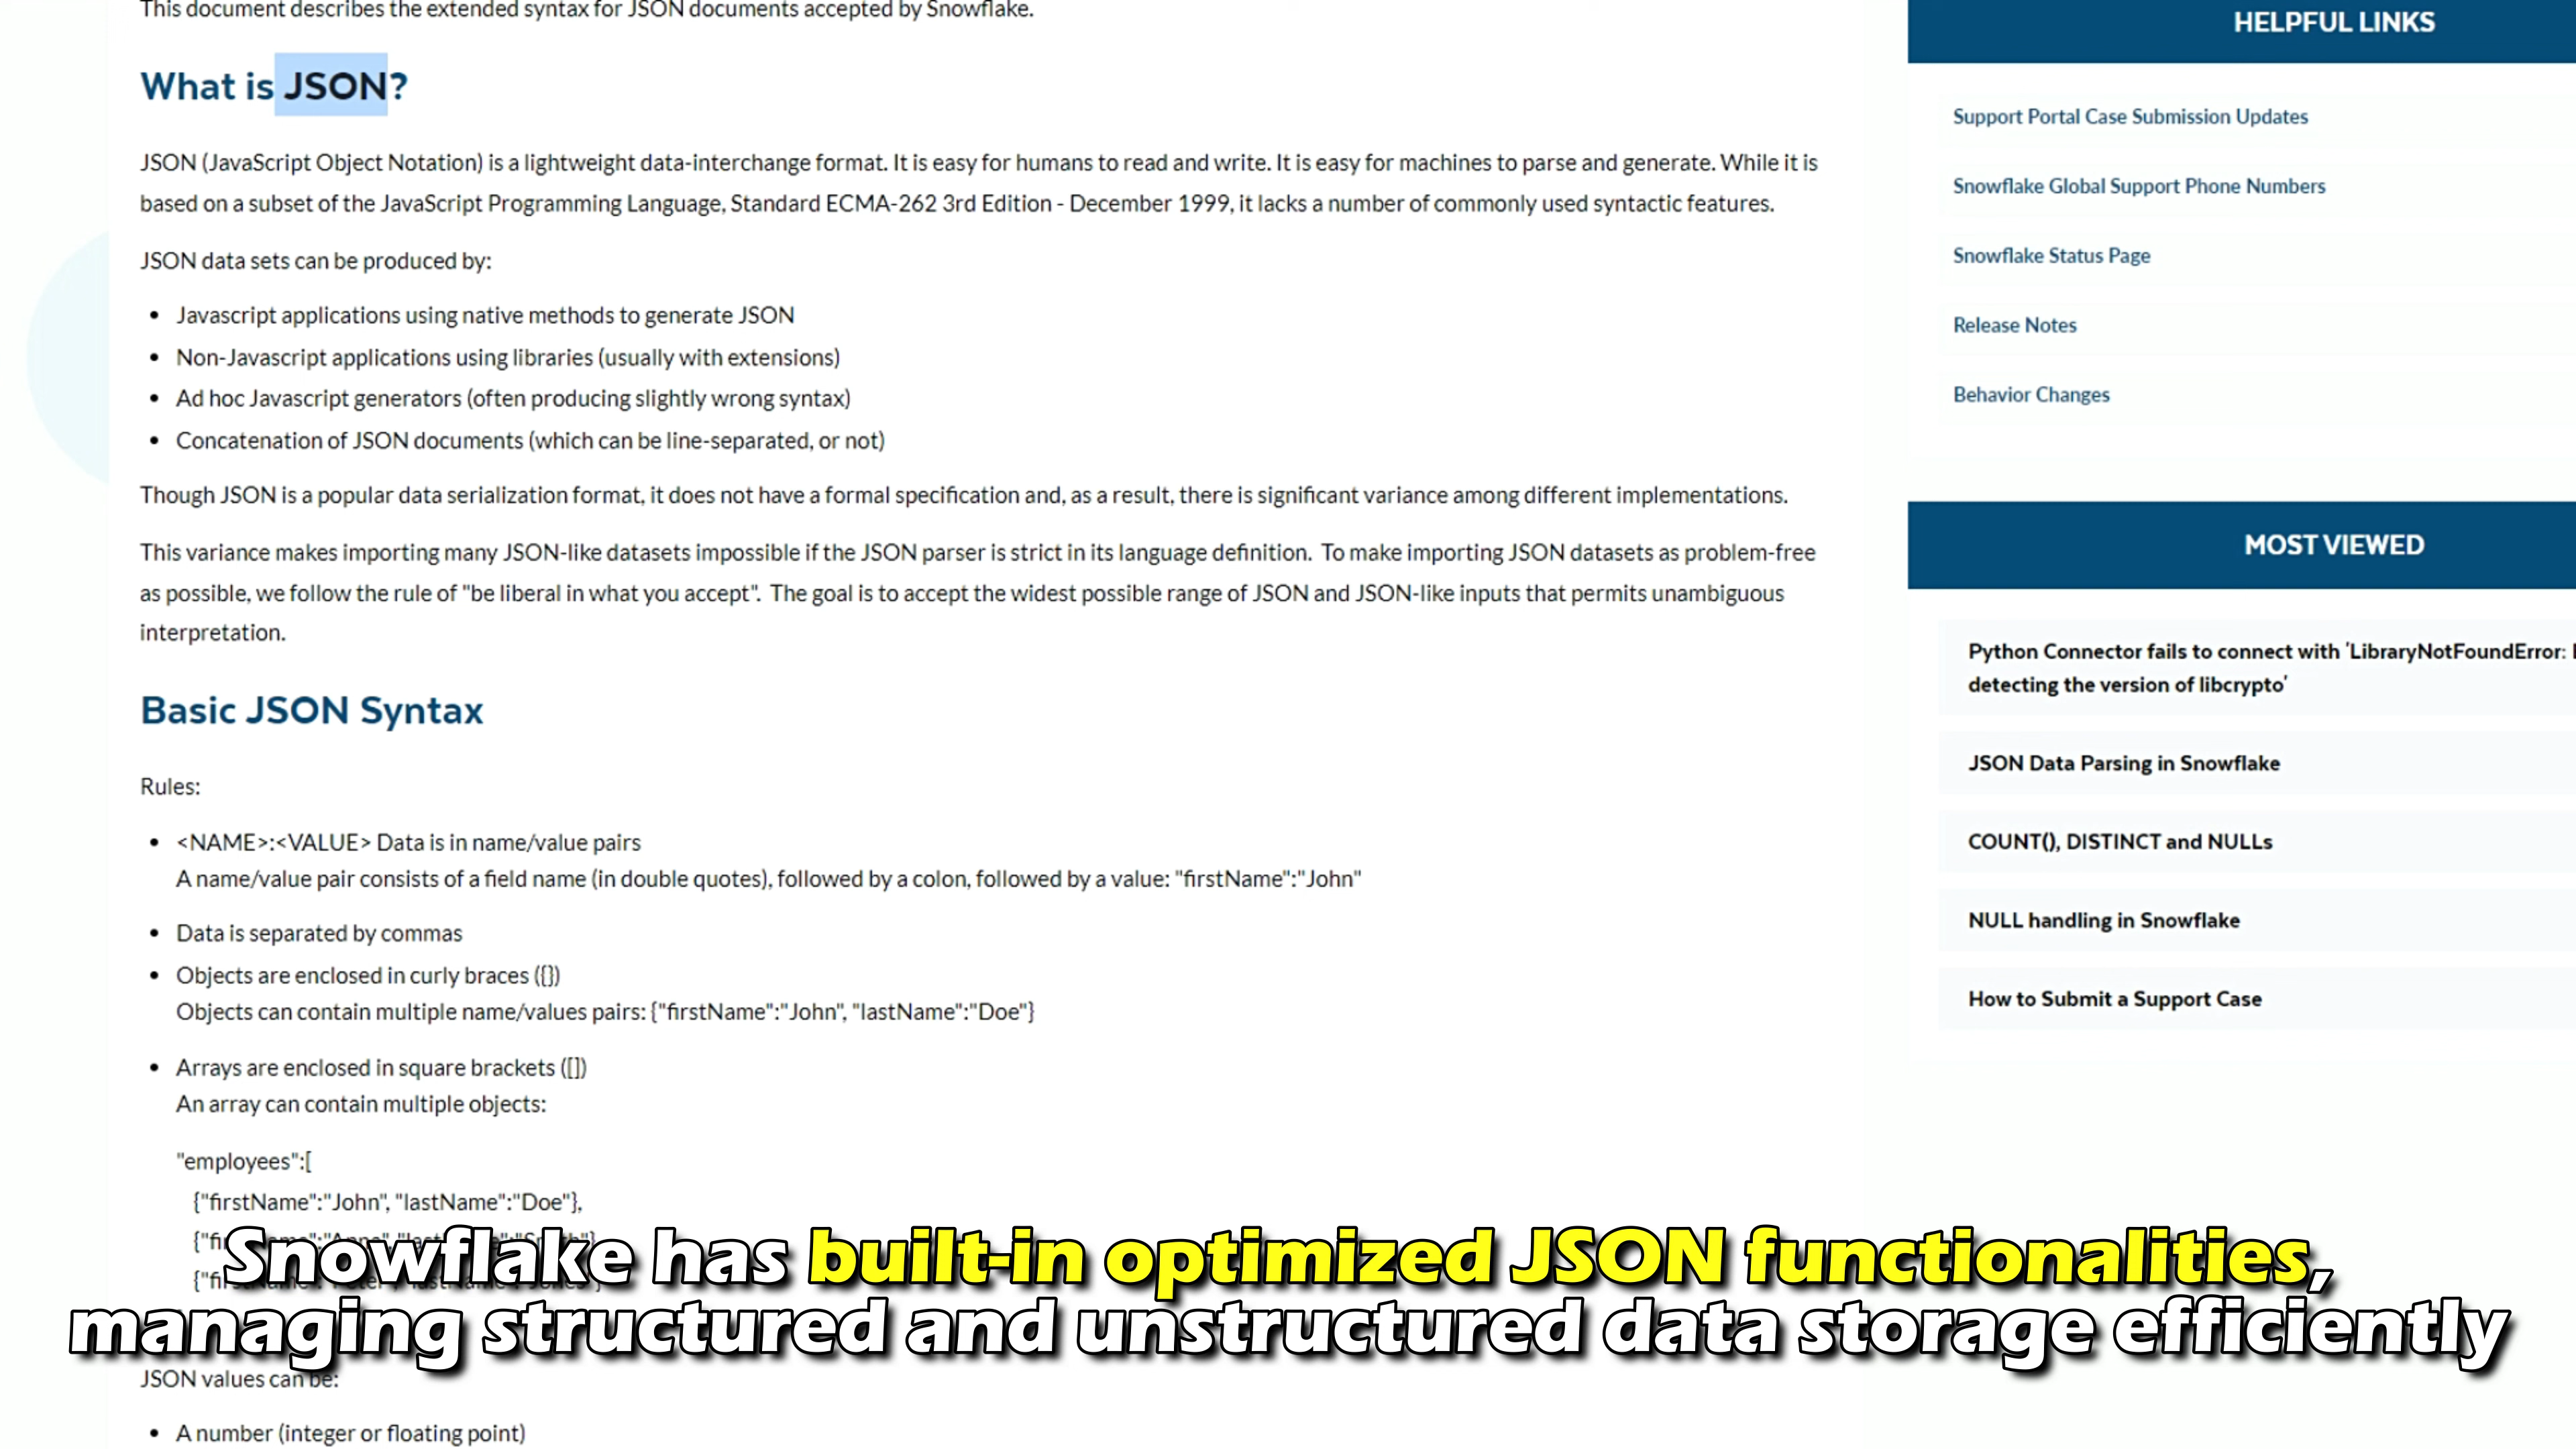 This document describes the extended syntax for JSON documents accepted by Snowflake.
What is JSON?
JSON (JavaScript Object Notation) is a lightweight data-interchange format. It is easy for humans to read and write. It is easy for machines to parse and generate. While it is
based on a subset of the JavaScript Programming Language, Standard ECMA-262 3rd Edition - December 1999, it lacks a number of commonly used syntactic features.
JSON data sets can be produced by:
• Javascript applications using native methods to generate JSON
• Non-Javascript applications using libraries (usually with extensions)
• Ad hoc Javascript generators (often producing slightly wrong syntax)
• Concatenation of JSON documents (which can be line-separated, or not)
Though JSON is a popular data serialization format, it does not have a formal specification and, as a result, there is significant variance among different implementations.
This variance makes importing many JSON-like datasets impossible if the JSON parser is strict in its language definition. To make importing JSON datasets as problem-free
as possible, we follow the rule of "be liberal in what you accept". The goal is to accept the widest possible range of JSON and JSON-like inputs that permits unambiguous
interpretation.
Basic JSON Syntax
Rules:
• <NAME>:<VALUE> Data is in name/value pairs
A name/value pair consists of a field name (in double quotes), followed by a colon, followed by a value: "firstName":"John"
• Data is separated by commas
• Objects are enclosed in curly braces ({})
Objects can contain multiple name/values pairs: {"firstName":"John", "lastName":"Doe"}
• Arrays are enclosed in square brackets ([])
An array can contain multiple objects:
"employees":[
{"firstName":"John", "lastName":"Doe"},
Snowflake has built-in optimized JSON functionalities,
managing structured and unstructured data storage efficiently
JSON values can be:
• A number (integer or floating point)
HELPFUL LINKS
Support Portal Case Submission Updates
Snowflake Global Support Phone Numbers
Snowflake Status Page
Release Notes
Behavior Changes
MOST VIEWED
Python Connector fails to connect with 'LibraryNotFoundError:
detecting the version of libcrypto'
JSON Data Parsing in Snowflake
COUNT(), DISTINCT and NULLs
NULL handling in Snowflake
How to Submit a Support Case